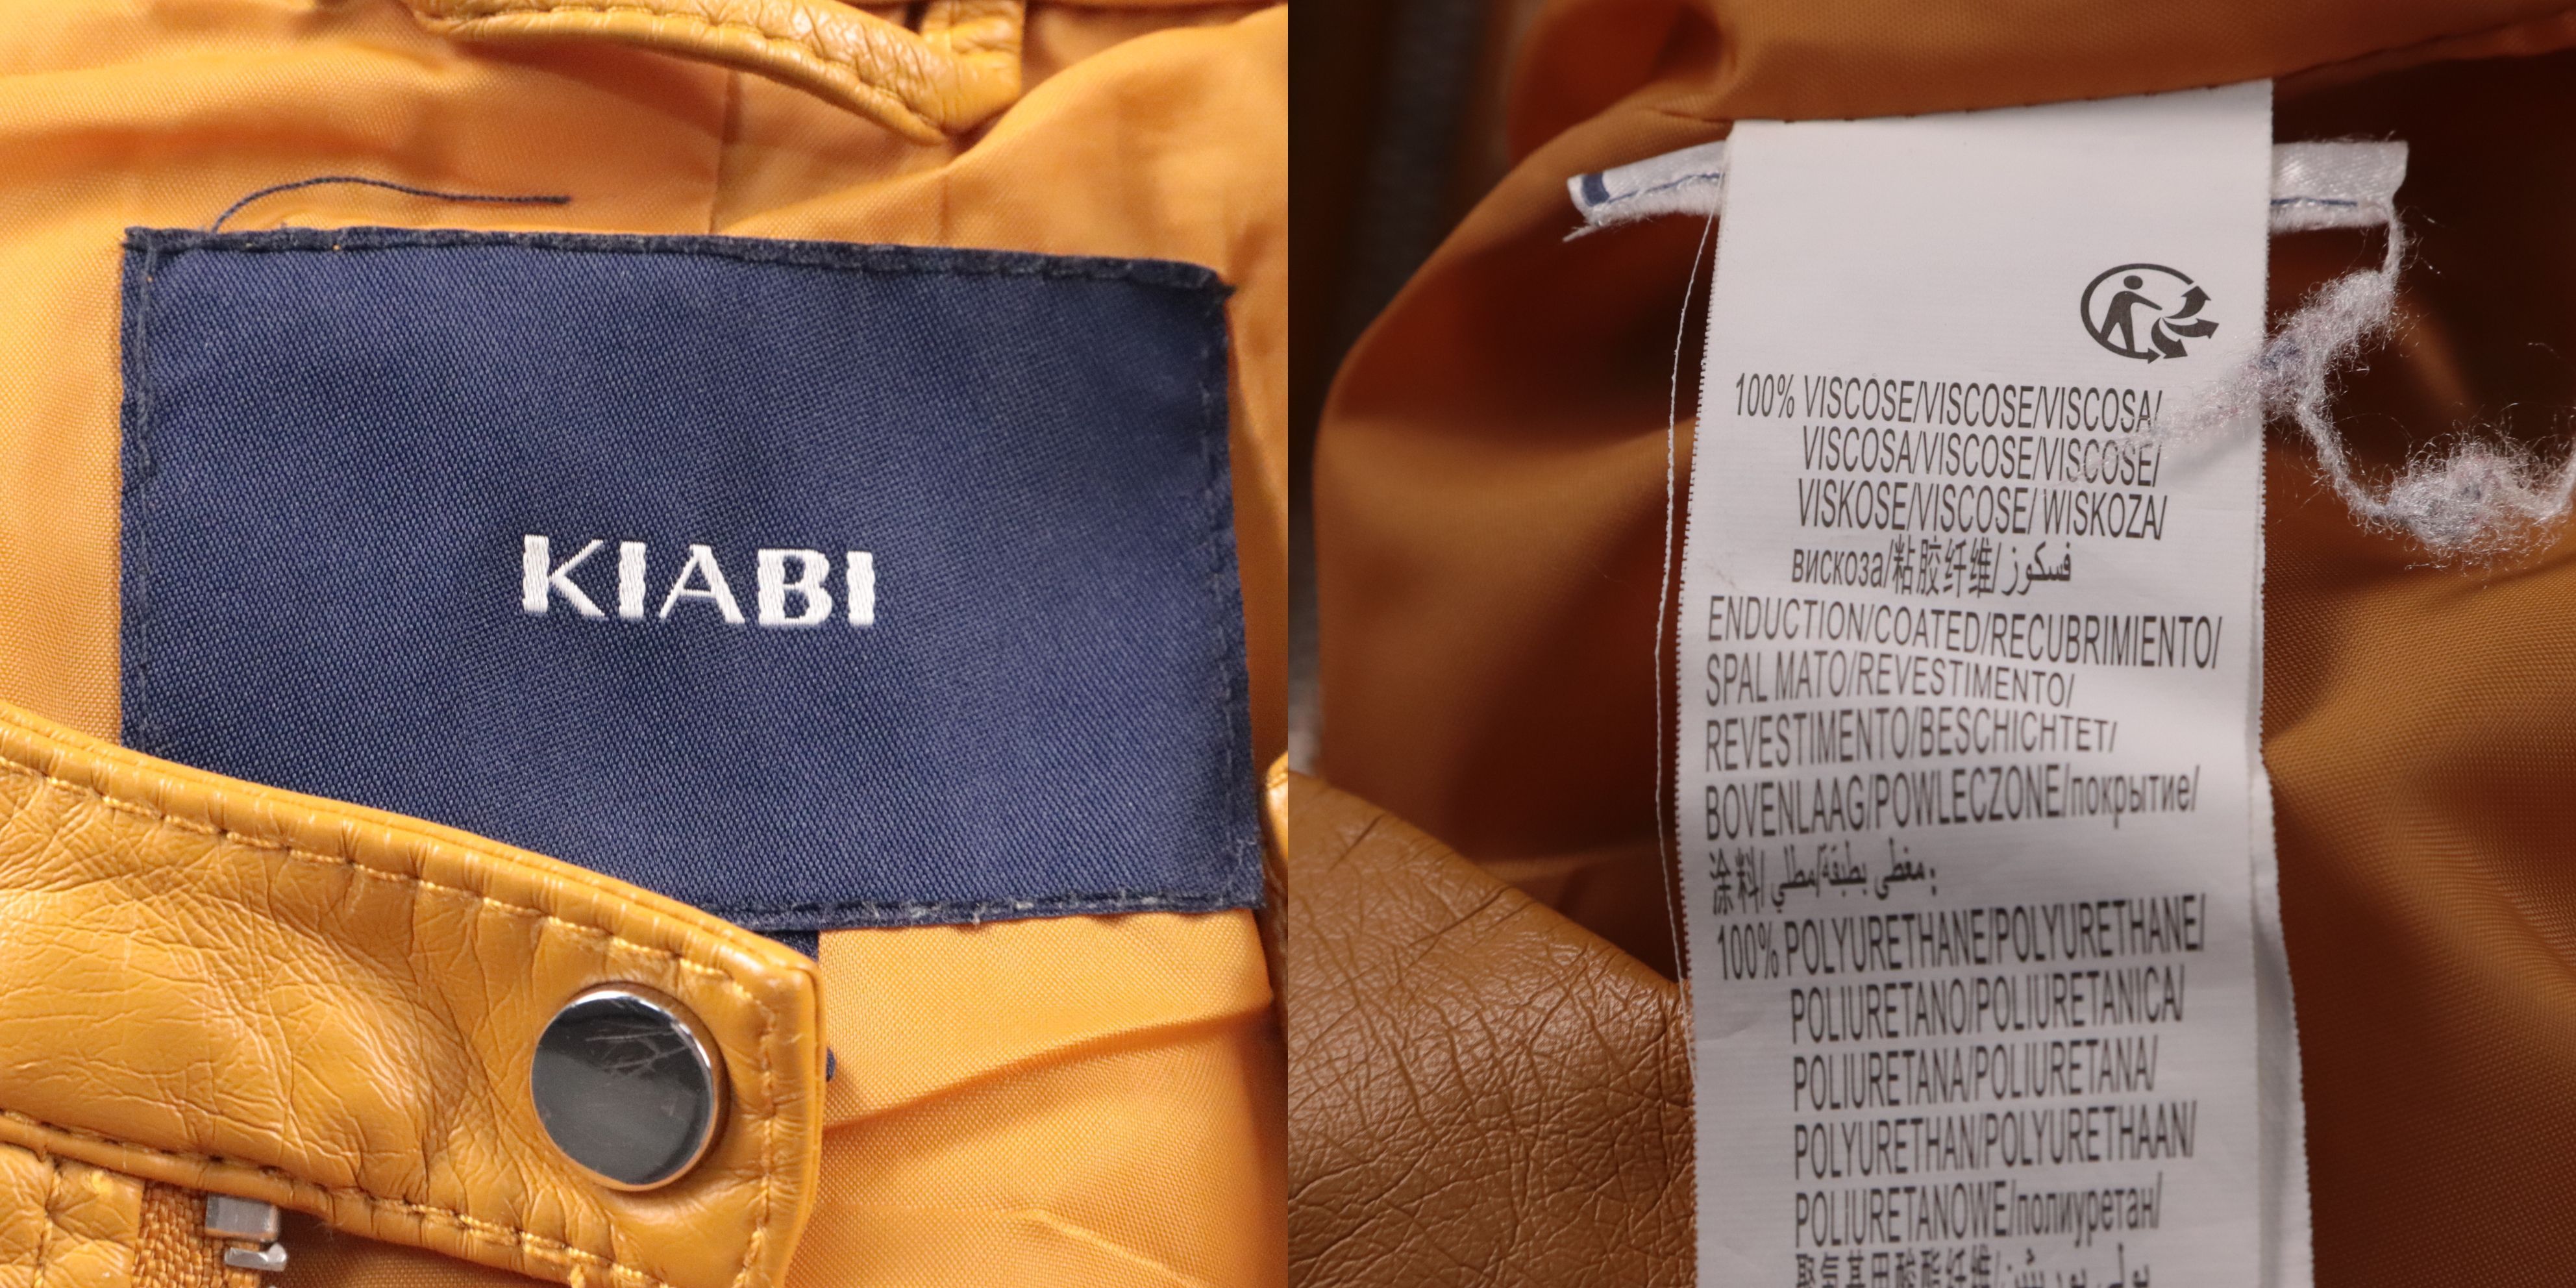 KIABI
100% VISCOSE/VISCOSE/VISCOSA/
VISCOSA/VISCOSE/VISCOSE/
VISKOSE/VISCOSE/ WISKOZA/
вискоза/粘胶纤维/ فسكوز
ENDUCTION/COATED/RECUBRIMIENTO/
SPAL MATO/REVESTIMENTO/
REVESTIMENTO/BESCHICHTET/
BOVENLAAG/POWLECZONE/покрытие/
涂料/ مغطى بطبقة/مطلي:
100% POLYURETHANE/POLYURETHANE/
POLIURETANO/POLIURETANICA/
POLIURETANA/POLIURETANA/
POLYURETHAN/POLYURETHAAN/
POLIURETANOWE/полиуретан/